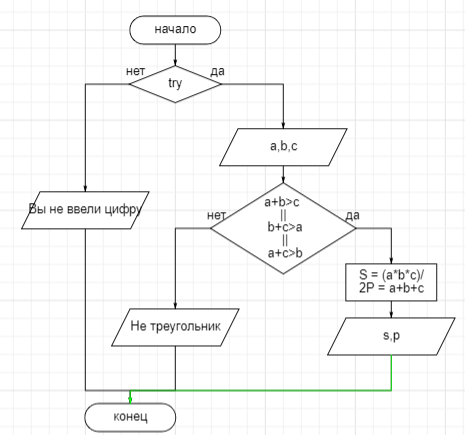 начало
нет
да
try
a,b,c
Вы не ввели цифру
нет
да
a+b>c
||
b+c>a
||
a+c>b
S = (a*b*c)/
2P = a+b+c
Не треугольник
s,p
конец